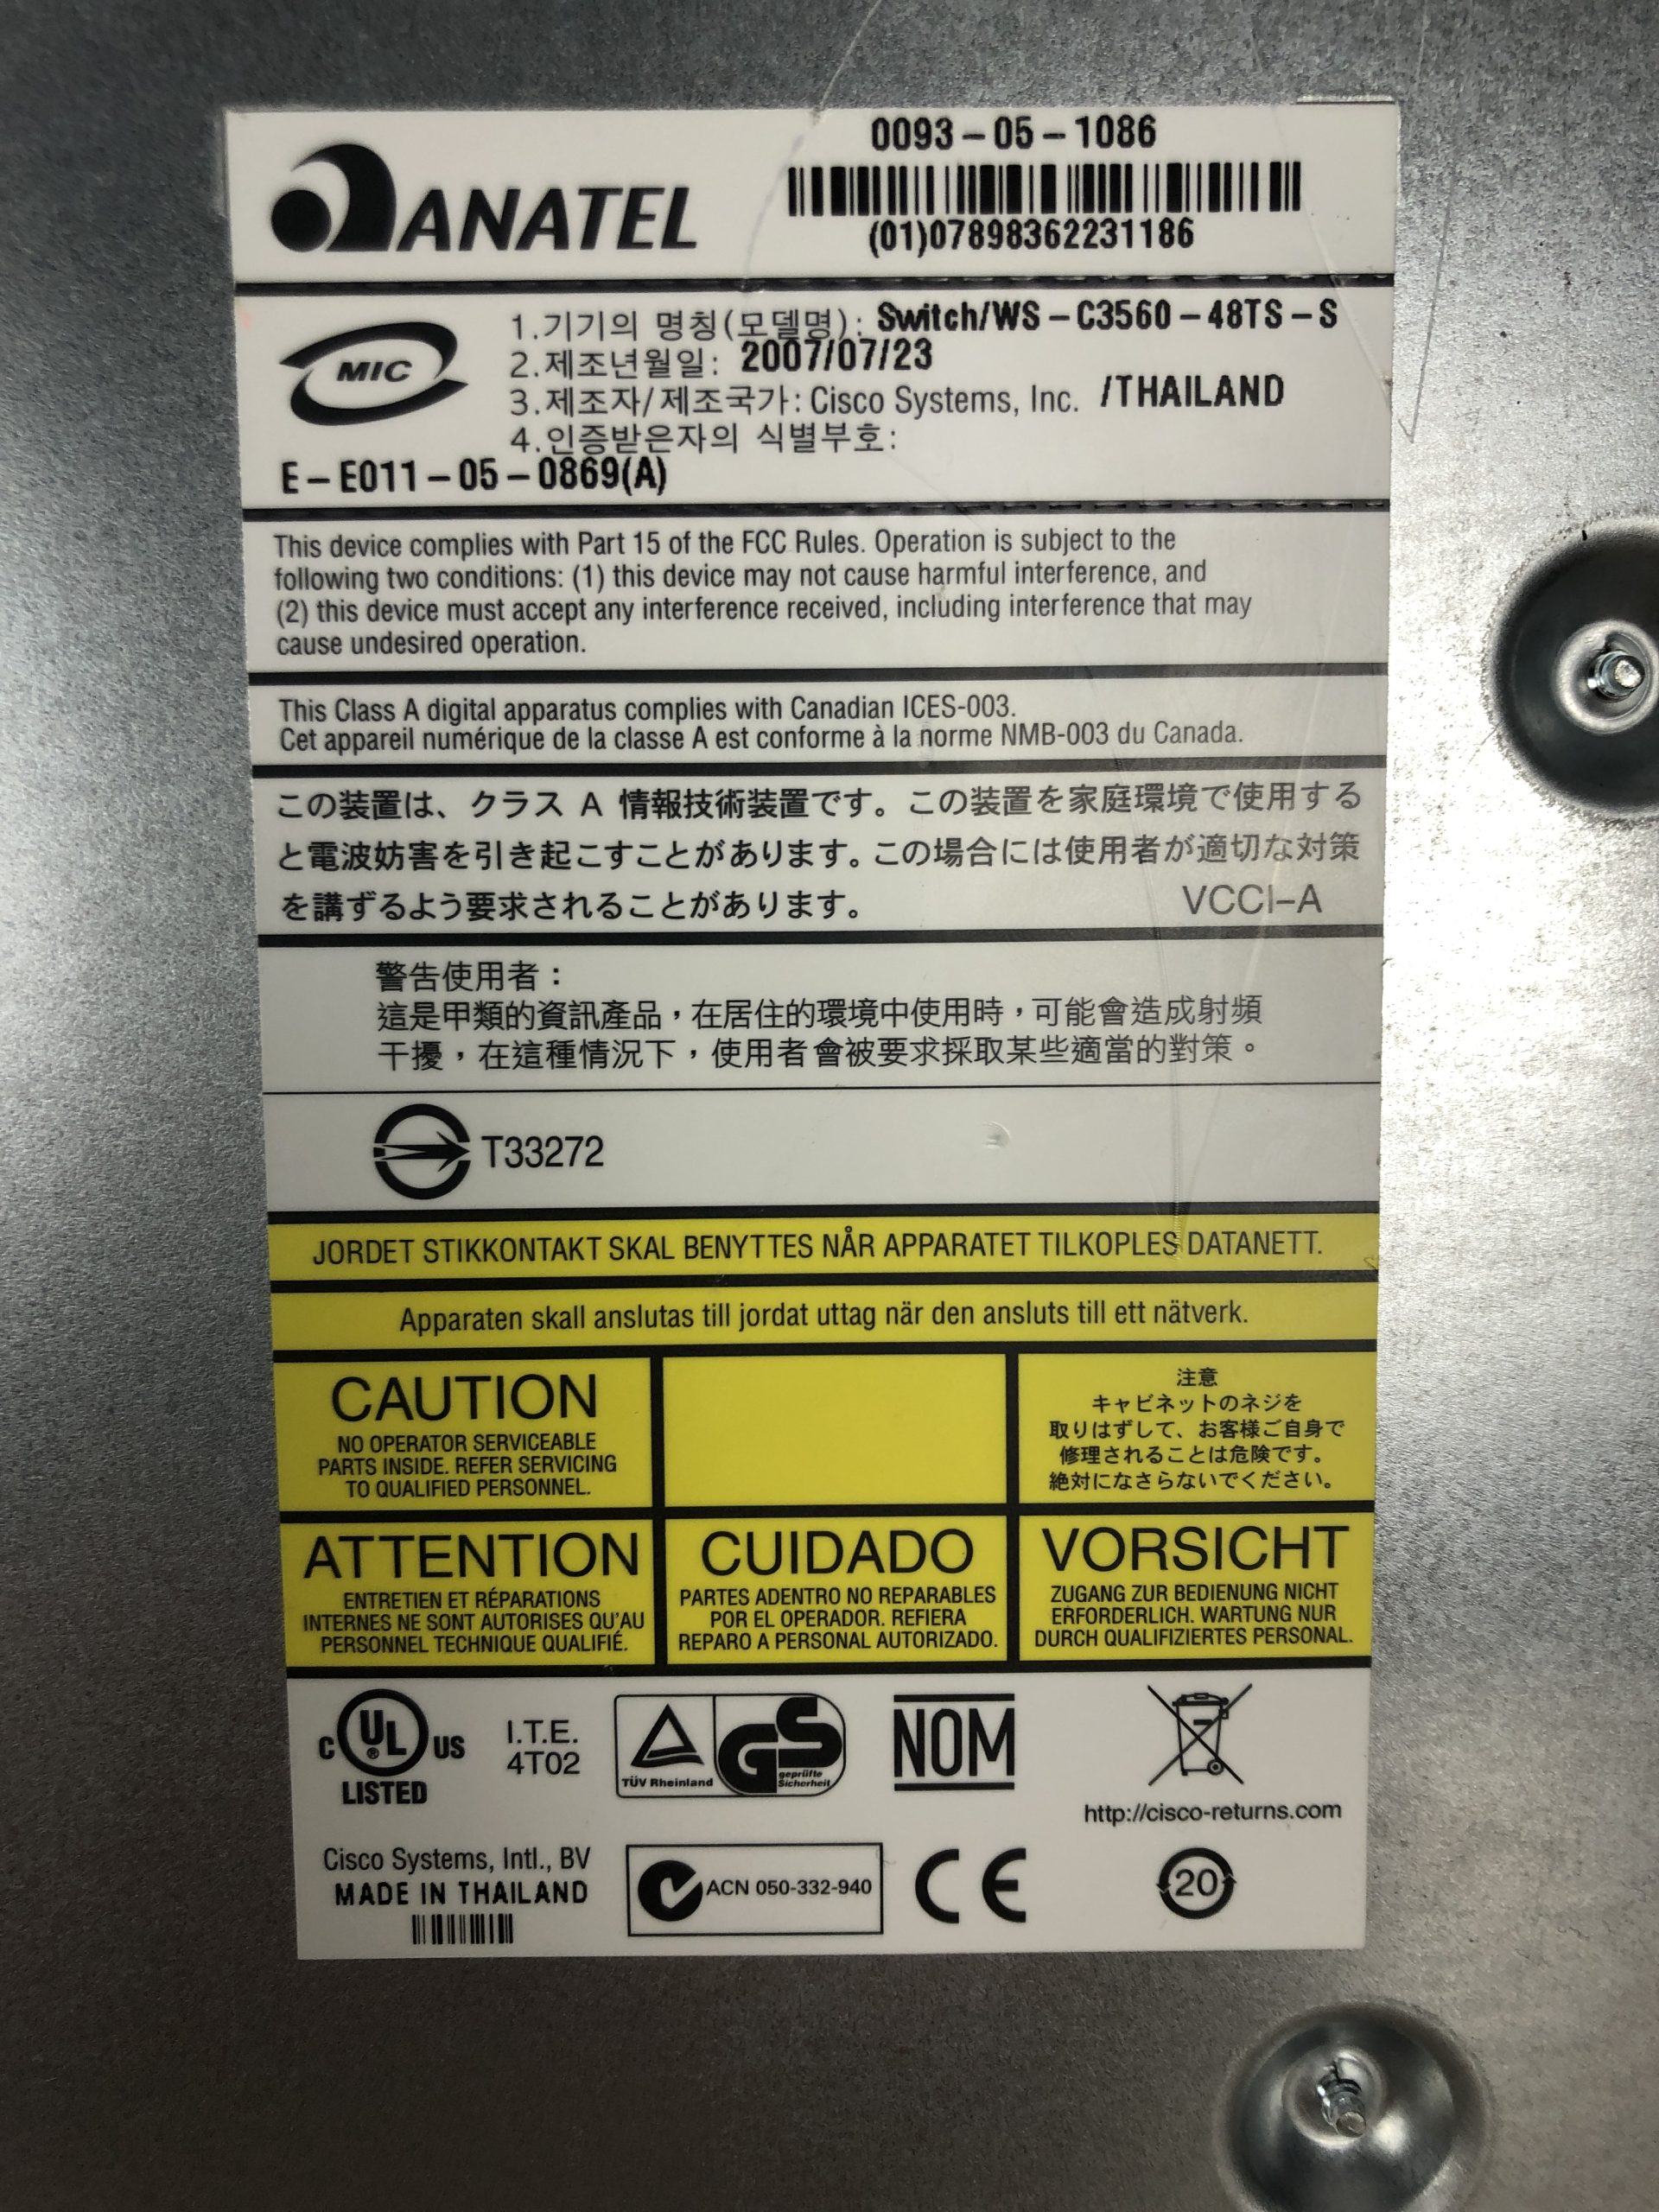 ANATEL
0093-05-1086
(01)07898362231186
MIC
1.기기의 명칭(모델명): Switch/WS-C3560-48TS-S
2.제조년월일: 2007/07/23
3.제조자/제조국가: Cisco Systems, Inc. /THAILAND
4.인증받은자의 식별부호:
E-E011-05-0869(A)
This device complies with Part 15 of the FCC Rules. Operation is subject to the
following two conditions: (1) this device may not cause harmful interference, and
(2) this device must accept any interference received, including interference that may
cause undesired operation.
This Class A digital apparatus complies with Canadian ICES-003.
Cet appareil numérique de la classe A est conforme à la norme NMB-003 du Canada.
この装置は、クラス A 情報技術装置です。この装置を家庭環境で使用する
と電波妨害を引き起こすことがあります。この場合には使用者が適切な対策
を講ずるよう要求されることがあります。 VCCI-A
警告使用者：
這是甲類的資訊產品，在居住的環境中使用時，可能會造成射頻
干擾，在這種情況下，使用者會被要求採取某些適當的對策。
T33272
JORDET STIKKONTAKT SKAL BENYTTES NÅR APPARATET TILKOPLES DATANETT.
Apparaten skall anslutas till jordat uttag när den ansluts till ett nätverk.
CAUTION
NO OPERATOR SERVICEABLE
PARTS INSIDE. REFER SERVICING
TO QUALIFIED PERSONNEL.
注意
キャビネットのネジを
取りはずして、お客様ご自身で
修理されることは危険です。
絶対になさらないでください。
ATTENTION
ENTRETIEN ET RÉPARATIONS
INTERNES NE SONT AUTORISES QU'AU
PERSONNEL TECHNIQUE QUALIFIÉ.
CUIDADO
PARTES ADENTRO NO REPARABLES
POR EL OPERADOR. REFIERA
REPARO A PERSONAL AUTORIZADO.
VORSICHT
ZUGANG ZUR BEDIENUNG NICHT
ERFORDERLICH. WARTUNG NUR
DURCH QUALIFIZIERTES PERSONAL.
C UL ® US
LISTED
I.T.E.
4T02
TÜV Rheinland
GS
geprüfte
Sicherheit
NOM
http://cisco-returns.com
Cisco Systems, Intl., BV
MADE IN THAILAND
ACN 050-332-940
CE
20